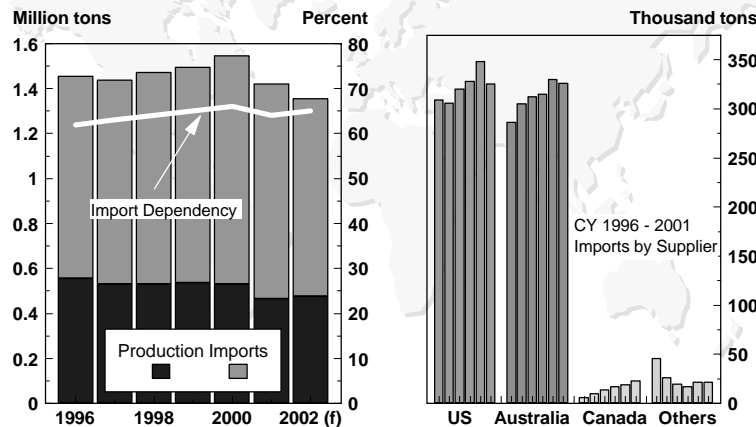 Million tons
Percent
1.6
1.4
1.2
1
0.8
0.6
0.4
0.2
0
80
70
60
50
40
30
20
10
0
Import Dependency
Production Imports
1996 1998 2000 2002 (f)
Thousand tons
350
300
250
200
150
100
50
0
CY 1996 - 2001
Imports by Supplier
US Australia Canada Others